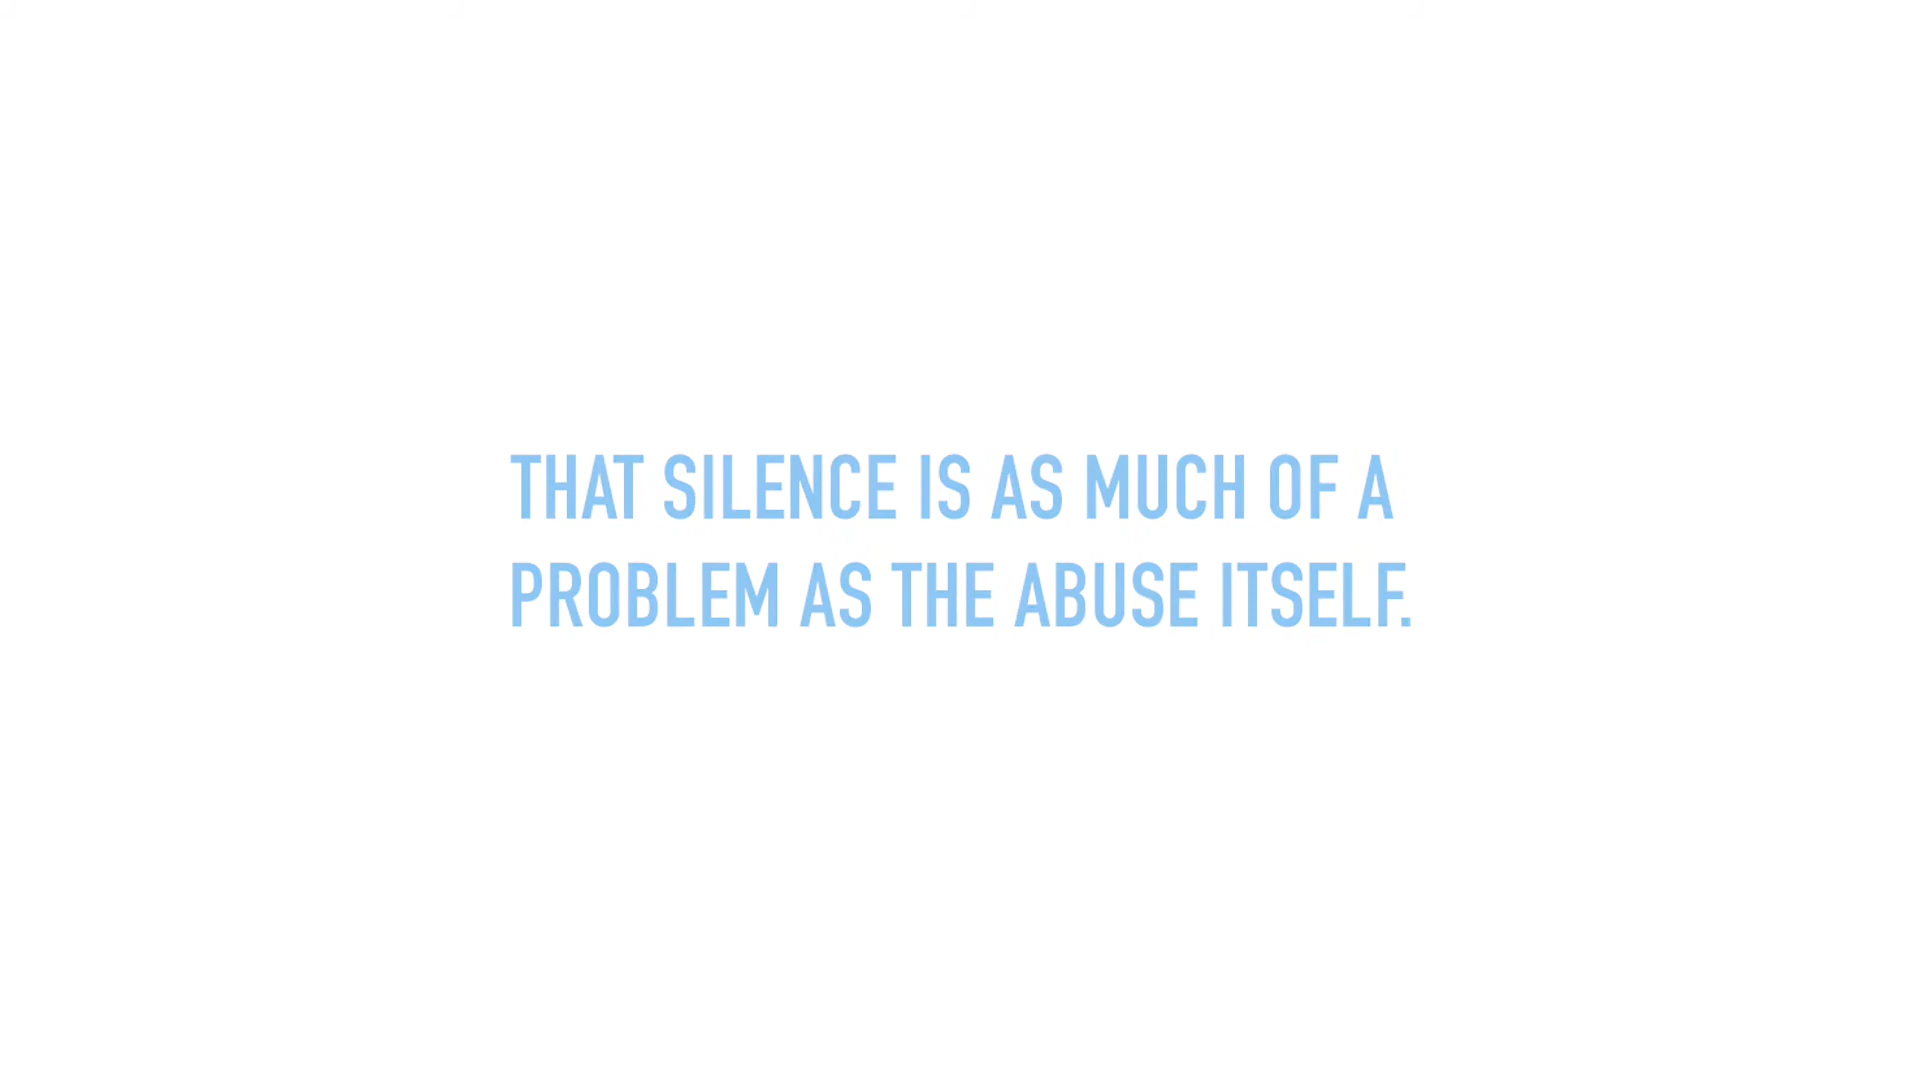 THAT SILENCE IS AS MUCH OF A
PROBLEM AS THE ABUSE ITSELF.